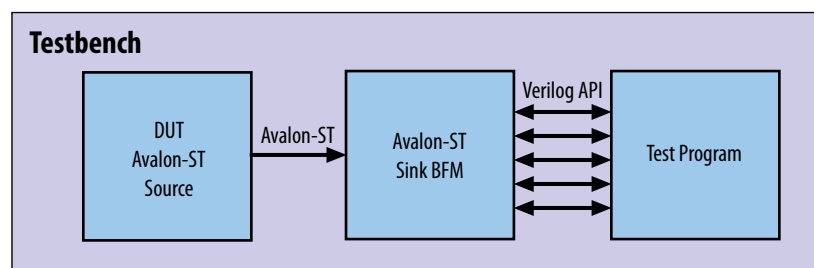 Testbench
DUT
Avalon-ST
Source
Avalon-ST
Avalon-ST
Sink BFM
Verilog API
Test Program